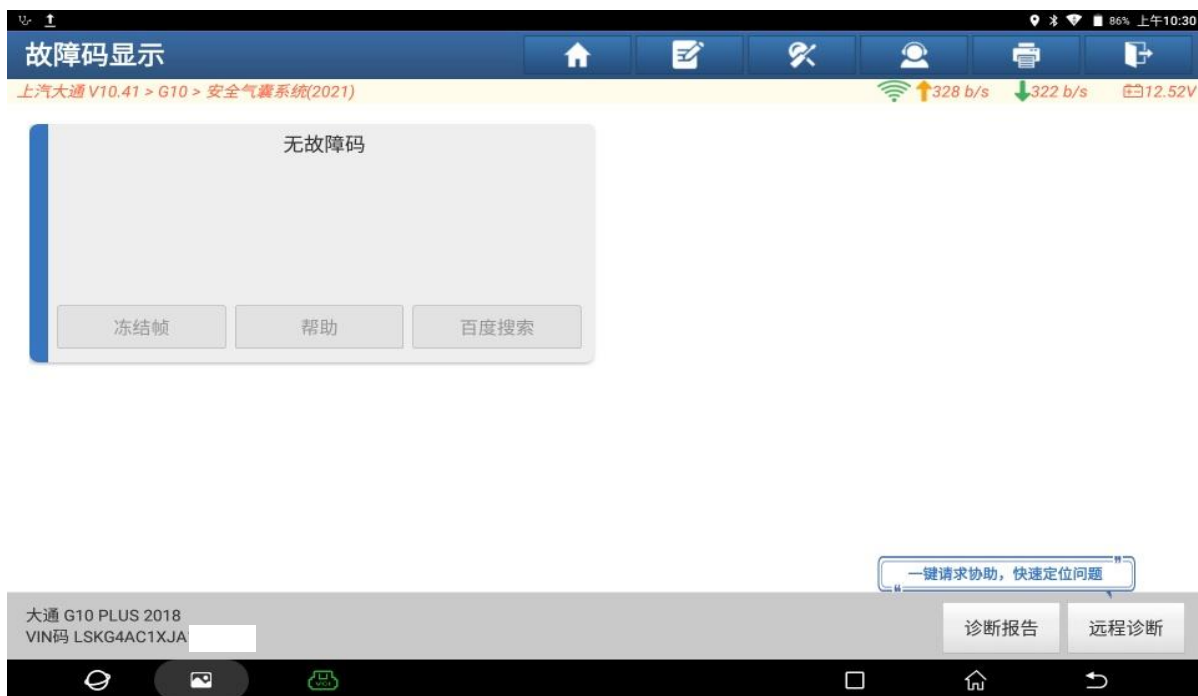 86% 上午10:30
故障码显示
上汽大通 V10.41 > G10 > 安全气囊系统(2021)
328 b/s 322 b/s 12.52V
无故障码
冻结帧 帮助 百度搜索
一键请求协助，快速定位问题
大通 G10 PLUS 2018
VIN码 LSKG4AC1XJA
诊断报告 远程诊断
VCI